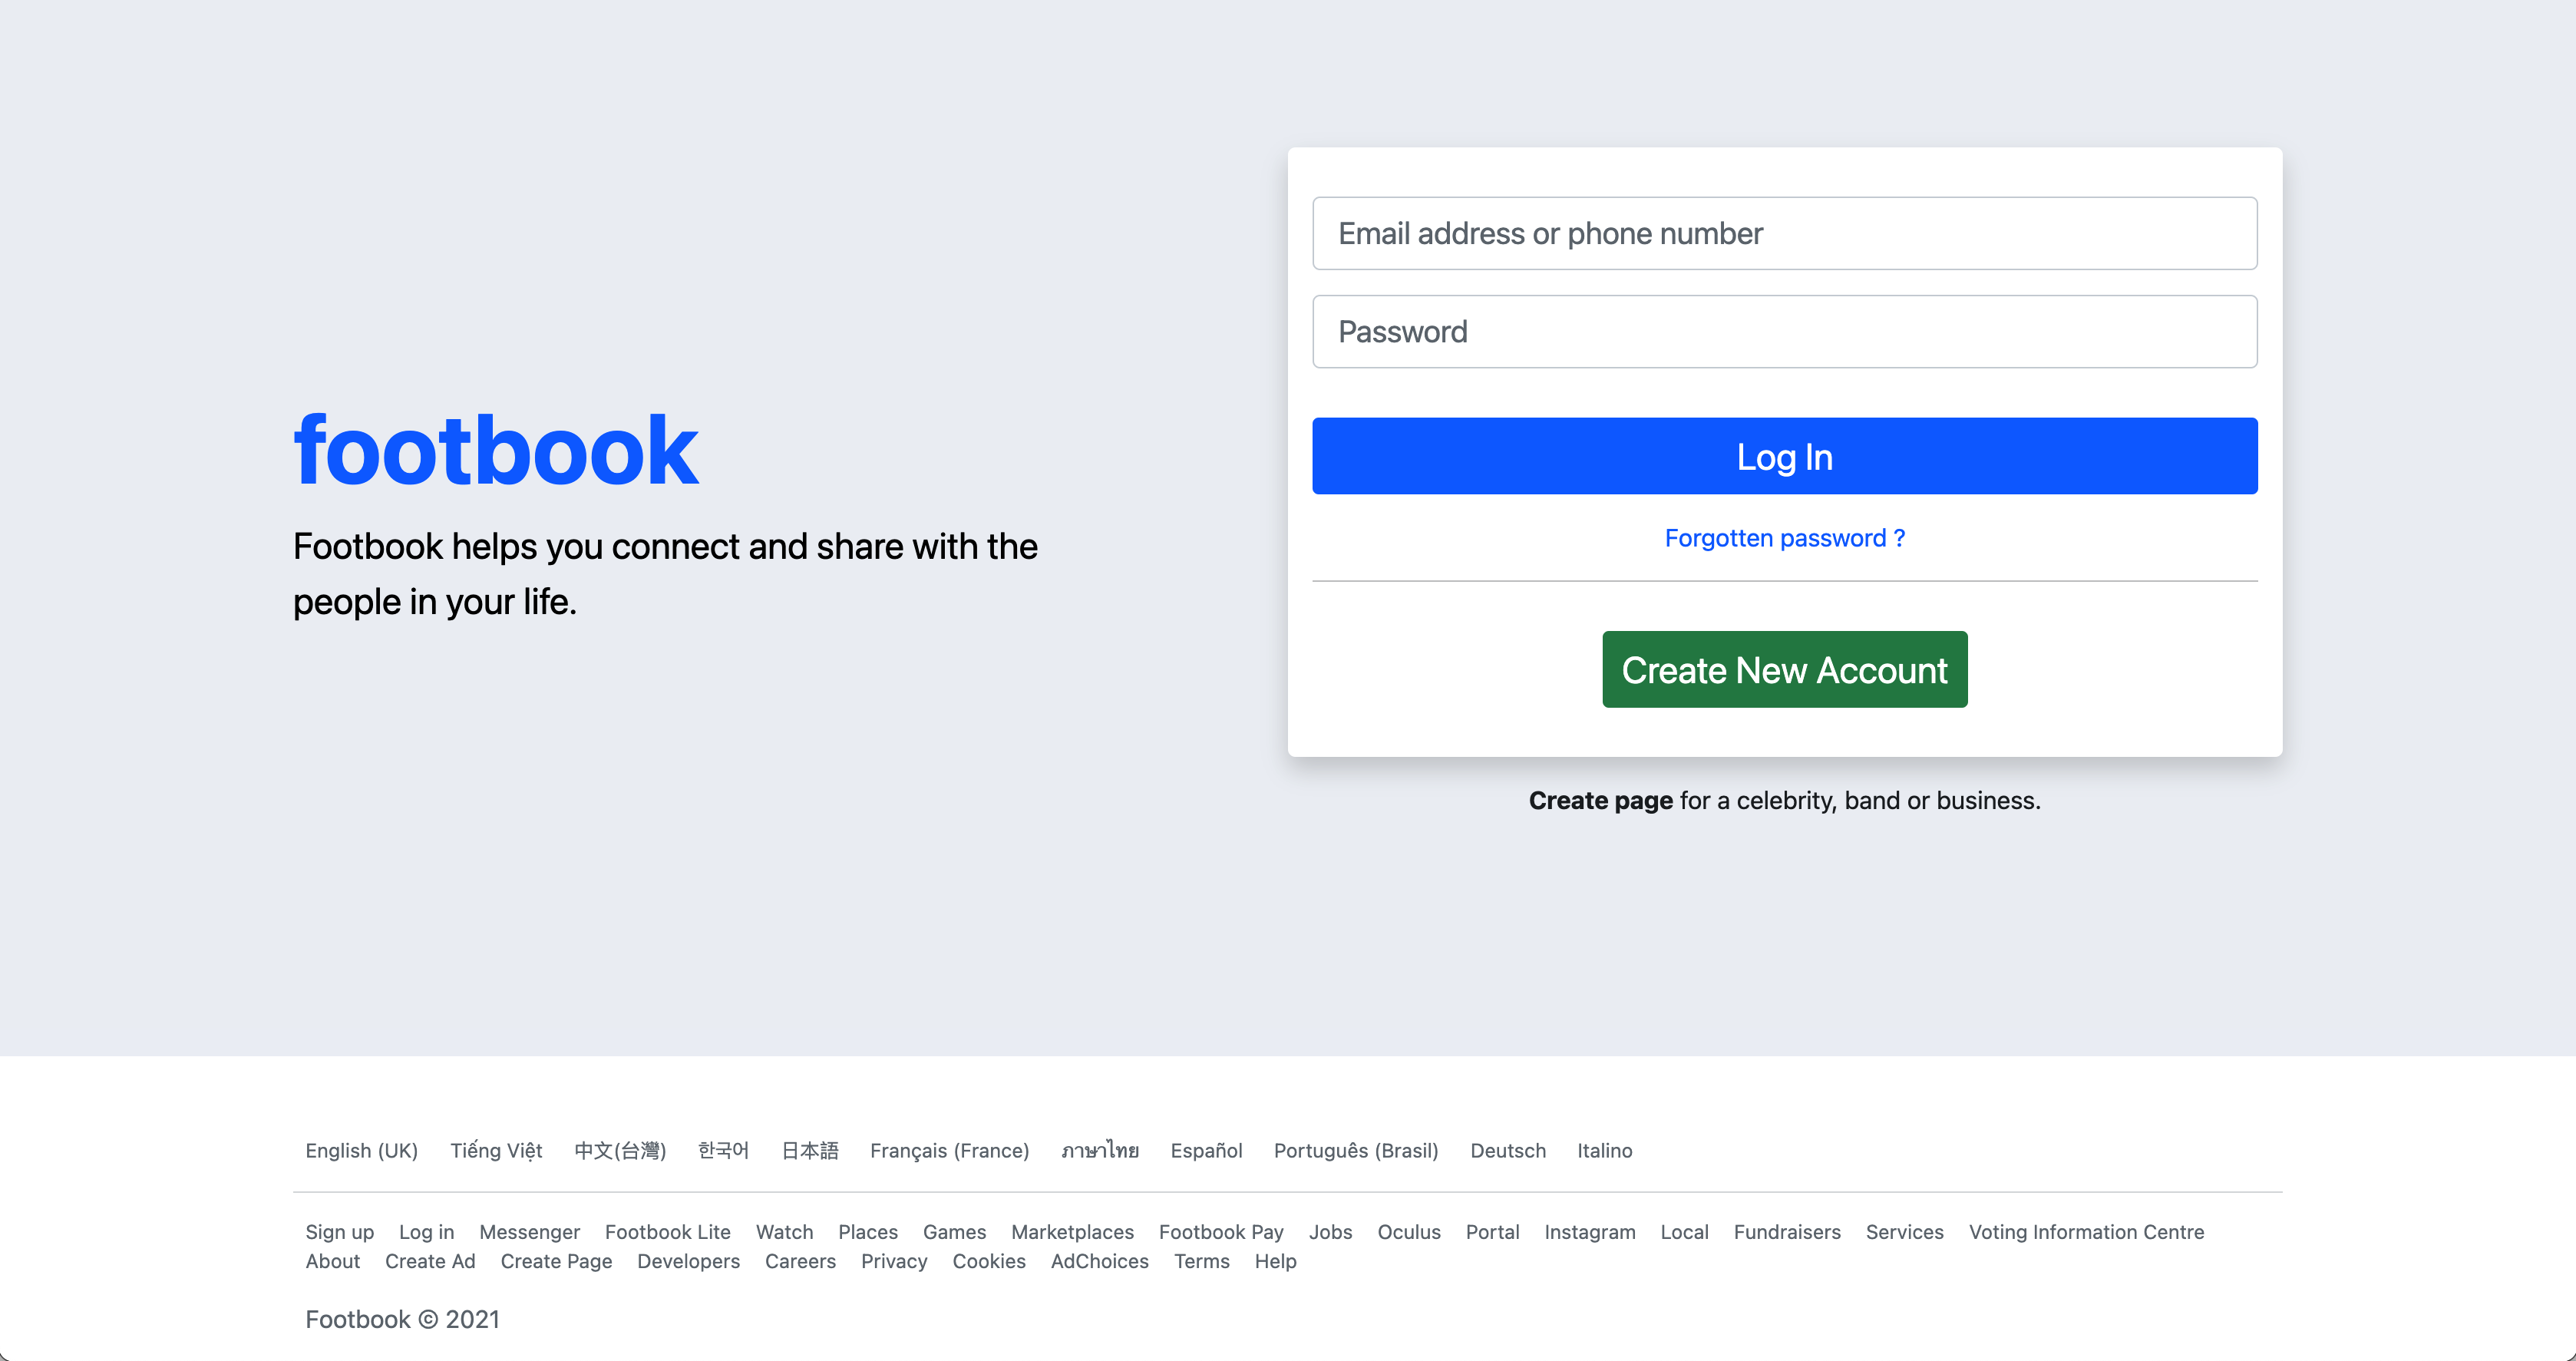 footbook
Footbook helps you connect and share with the
people in your life.
Email address or phone number
Password
Log In
Forgotten password ?
Create New Account
Create page for a celebrity, band or business.
English (UK) Tiếng Việt 中文(台灣) 한국어 日本語 Français (France) ภาษาไทย Español Português (Brasil) Deutsch Italino
Sign up Log in Messenger Footbook Lite Watch Places Games Marketplaces Footbook Pay Jobs Oculus Portal Instagram Local Fundraisers Services Voting Information Centre
About Create Ad Create Page Developers Careers Privacy Cookies AdChoices Terms Help
Footbook © 2021